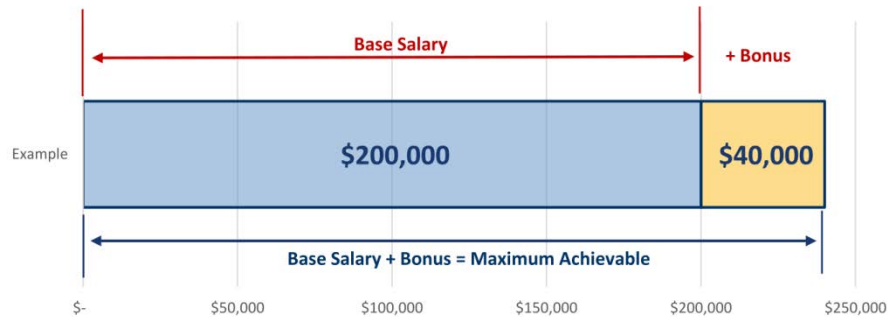 Base Salary
+ Bonus
Example
$200,000
$40,000
Base Salary + Bonus = Maximum Achievable
$-
$50,000
$100,000
$150,000
$200,000
$250,000